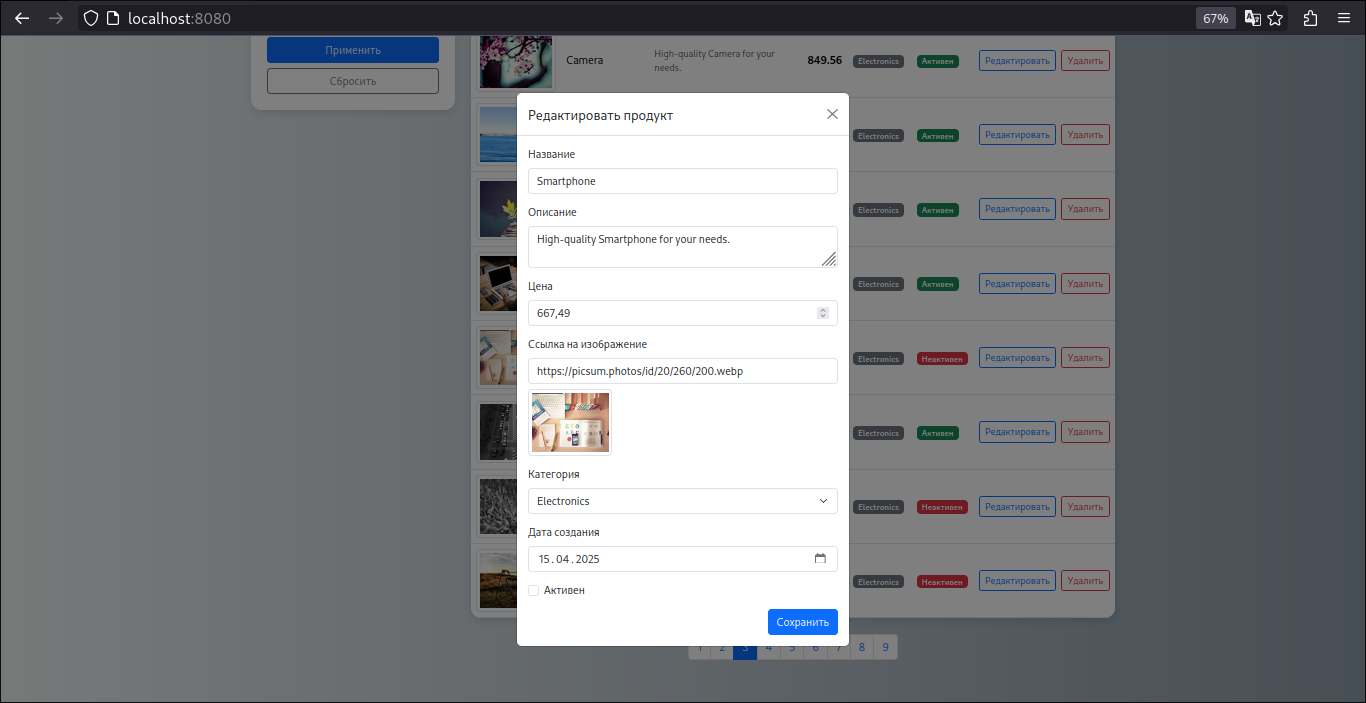 localhost:8080
67%
Применить
Сбросить
Camera
High-quality Camera for your
needs.
849.56
Electronics
Активен
Редактировать
Удалить
Редактировать продукт
Название
Smartphone
Описание
High-quality Smartphone for your needs.
Цена
667,49
Ссылка на изображение
https://picsum.photos/id/20/260/200.webp
Категория
Electronics
Дата создания
15.04.2025
Активен
Сохранить
Electronics
Активен
Редактировать
Удалить
Electronics
Активен
Редактировать
Удалить
Electronics
Активен
Редактировать
Удалить
Electronics
Неактивен
Редактировать
Удалить
Electronics
Активен
Редактировать
Удалить
Electronics
Неактивен
Редактировать
Удалить
Electronics
Неактивен
Редактировать
Удалить
1 2 3 4 5 6 7 8 9